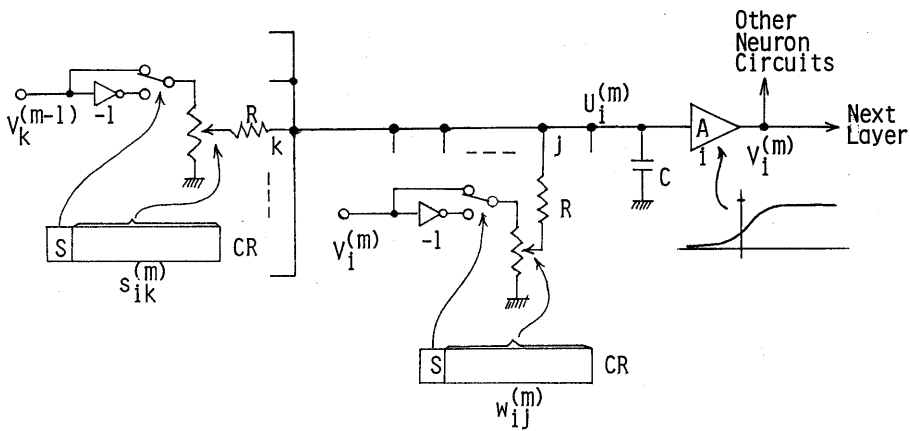 Other
Neuron
Circuits
V_k^(m-1)
-1
R
k
U_i^(m)
A
i
V_i^(m)
Next
Layer
j
C
R
V_i^(m)
-1
S
CR
s_ik^(m)
S
CR
w_ij^(m)